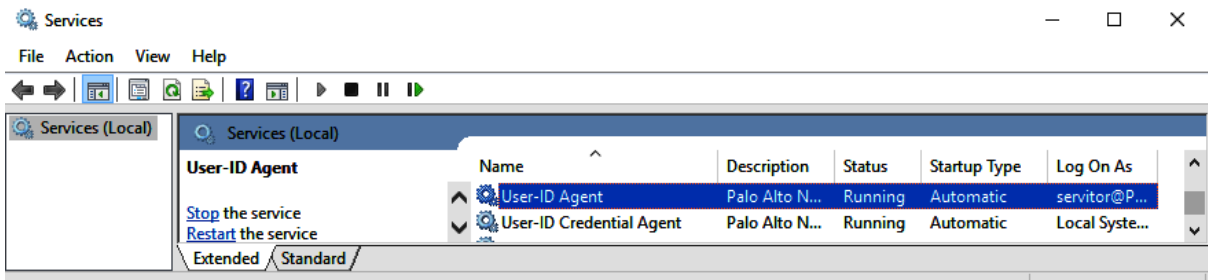 Services
File Action View Help
Services (Local)
Services (Local)
User-ID Agent
Stop the service
Restart the service
Name Description Status Startup Type Log On As
User-ID Agent Palo Alto N... Running Automatic servitor@P...
User-ID Credential Agent Palo Alto N... Running Automatic Local Syste...
Extended Standard